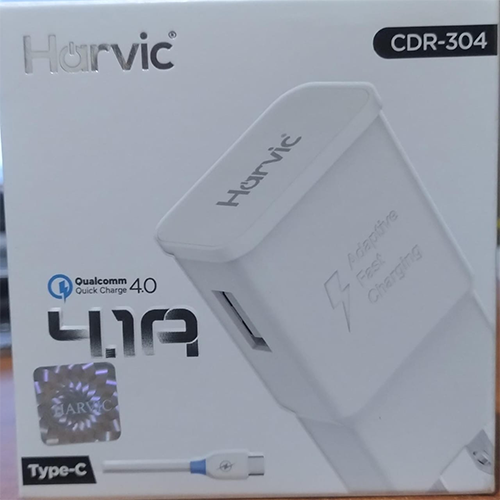 Harvic®
CDR-304
Harvic®
Adaptive
Fast
Charging
Qualcomm
Quick Charge 4.0
4.1A
HARVIC
Type-C